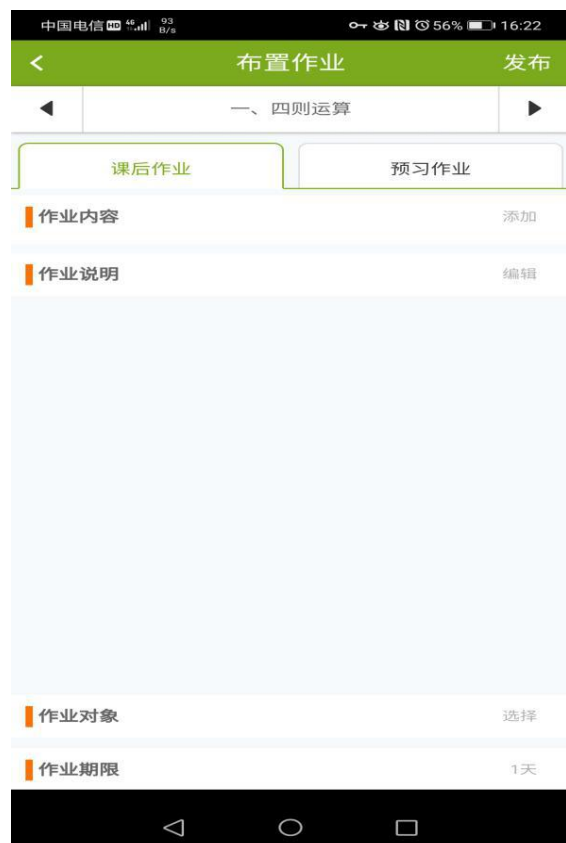 中国电信 HD 4G 93 B/s 56% 16:22
布置作业 发布
一、四则运算
课后作业 预习作业
作业内容 添加
作业说明 编辑
作业对象 选择
作业期限 1天